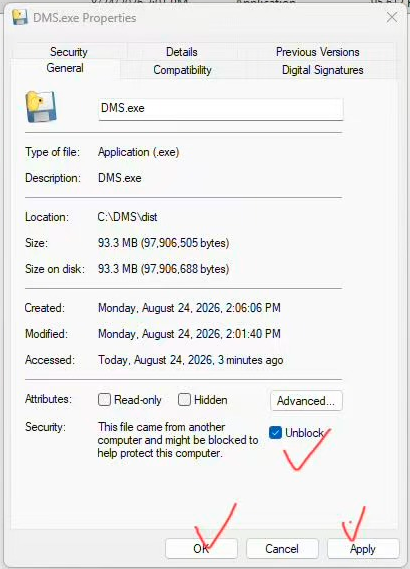 DMS.exe Properties
Security Details Previous Versions
General Compatibility Digital Signatures
DMS.exe
Type of file: Application (.exe)
Description: DMS.exe
Location: C:\DMS\dist
Size: 93.3 MB (97,906,505 bytes)
Size on disk: 93.3 MB (97,906,688 bytes)
Created: Monday, August 24, 2026, 2:06:06 PM
Modified: Monday, August 24, 2026, 2:01:40 PM
Accessed: Today, August 24, 2026, 3 minutes ago
Attributes: Read-only Hidden Advanced...
Security: This file came from another Unblock
computer and might be blocked to
help protect this computer.
OK Cancel Apply